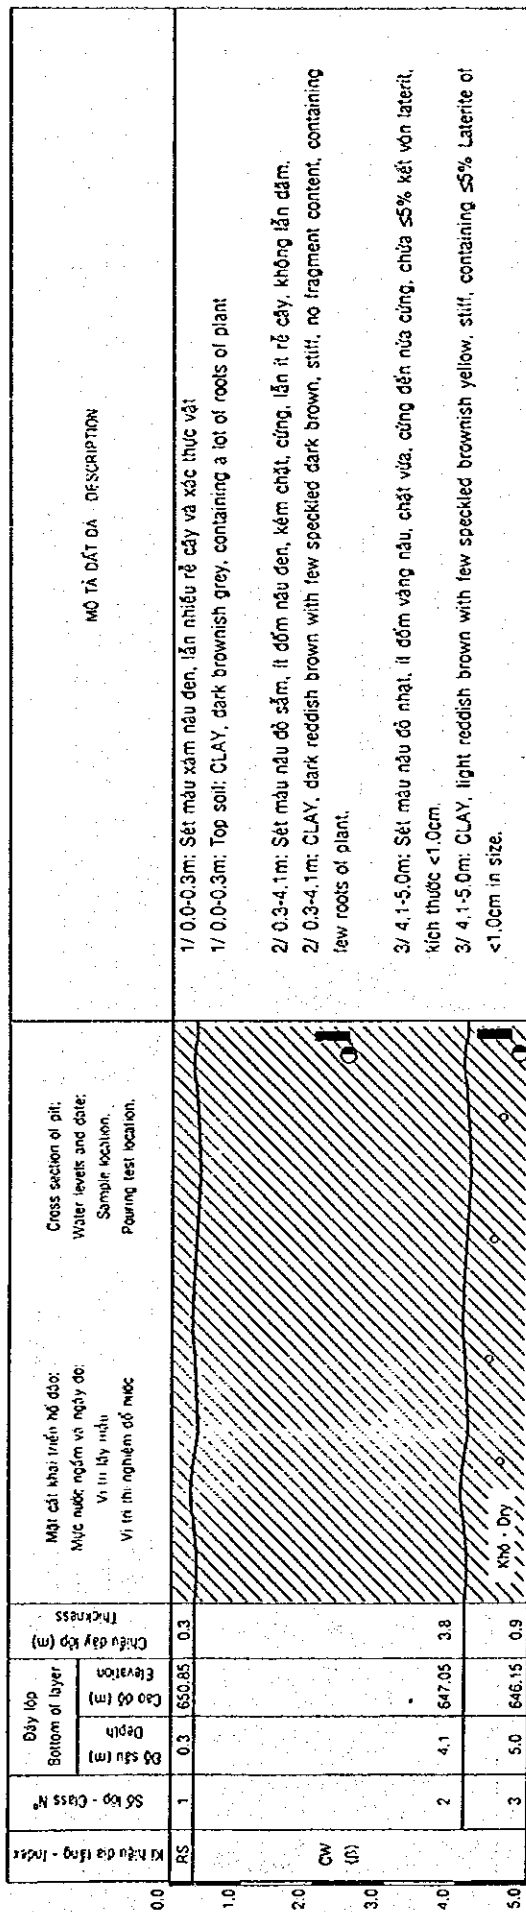 Kí hiệu địa tầng - Index
Số lớp - Class N°
Đáy lớp
Bottom of layer
Độ sâu (m)
Depth
Cao độ (m)
Elevation
Chiều dày lớp (m)
Thickness
Mặt cắt khai triển hố đào:
Mực nước ngầm và ngày đo:
Vị trí lấy mẫu
Vị trí thí nghiệm đổ nước
Cross section of pit:
Water levels and date:
Sample location.
Pouring test location.
MÔ TẢ ĐẤT ĐÁ - DESCRIPTION
0.0
1.0
2.0
3.0
4.0
5.0
RS 1 0.3 650.85 0.3
CW
(β)
2 4.1 647.05 3.8
3 5.0 646.15 0.9
Khô - Dry
1/ 0.0-0.3m: Sét màu xám nâu đen, lẫn nhiều rễ cây và xác thực vật
1/ 0.0-0.3m: Top soil: CLAY, dark brownish grey, containing a lot of roots of plant
2/ 0.3-4.1m: Sét màu nâu đỏ sẫm, ít đốm nâu đen, kém chặt, cứng, lẫn ít rễ cây, không lẫn dăm.
2/ 0.3-4.1m: CLAY, dark reddish brown with few speckled dark brown, stiff, no fragment content, containing
few roots of plant.
3/ 4.1-5.0m: Sét màu nâu đỏ nhạt, ít đốm vàng nâu, chặt vừa, cứng đến nửa cứng, chứa ≤5% kết vón laterit,
kích thước <1.0cm.
3/ 4.1-5.0m: CLAY, light reddish brown with few speckled brownish yellow, stiff, containing ≤5% Laterite of
<1.0cm in size.